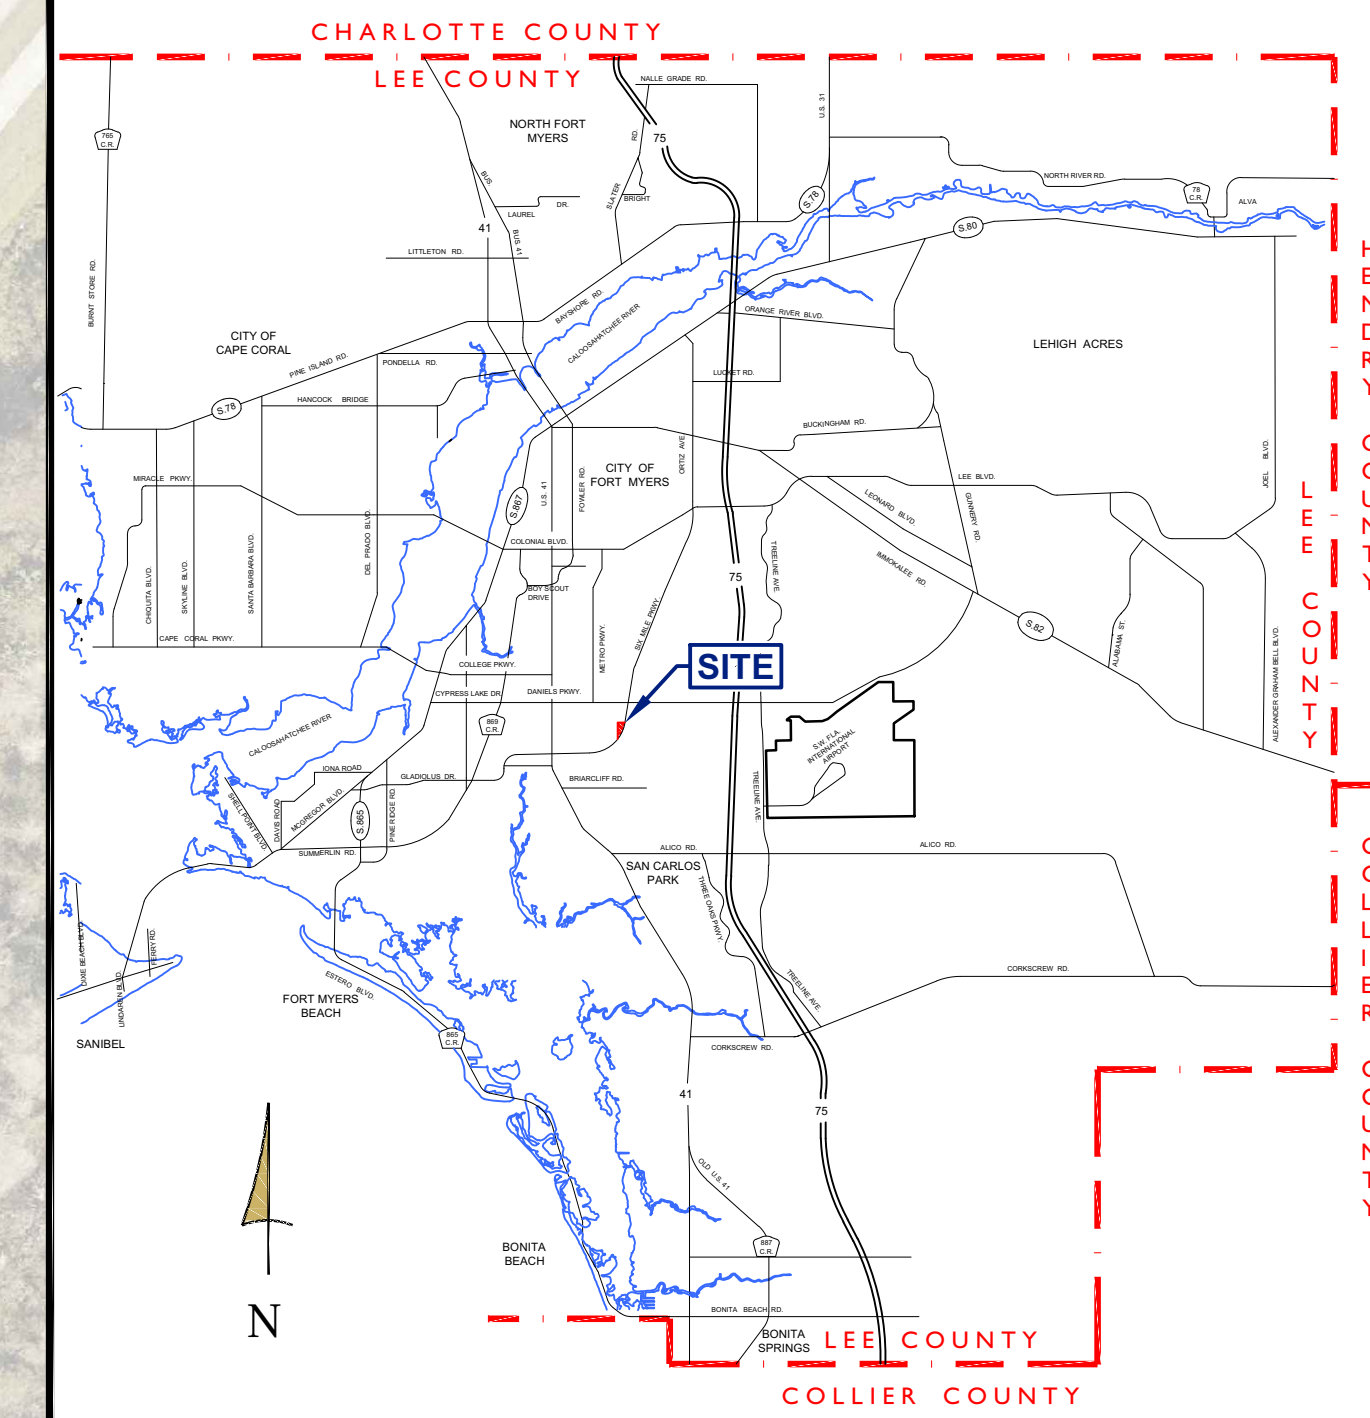 CHARLOTTE COUNTY
LEE COUNTY
NALLE GRADE RD.
765
C.R.
NORTH FORT
MYERS
RD.
75
U.S. 31
BUS
SLATER
BRIGHT
NORTH RIVER RD.
78
C.R.
ALVA
S.78
LAUREL
DR.
41
BUS 41
S.80
LITTLETON RD.
BURNT STORE RD.
BAYSHORE RD.
CALOOSAHATCHEE RIVER
ORANGE RIVER BLVD.
CITY OF
CAPE CORAL
LEHIGH ACRES
PINE ISLAND RD.
PONDELLA RD.
LUCKET RD.
HENDRY COUNTY
S.78
HANCOCK BRIDGE
BUCKINGHAM RD.
ORTIZ AVE
CITY OF
FORT MYERS
JOEL BLVD.
MIRACLE PKWY.
LEE BLVD.
S.867
U.S. 41
FOWLER RD.
LEONARD BLVD.
GUNNERY RD.
LEE COUNTY
DEL PRADO BLVD.
COLONIAL BLVD.
TREELINE AVE.
IMMOKALEE RD.
CHIQUITA BLVD.
SKYLINE BLVD.
SANTA BARBARA BLVD.
BOY SCOUT
DRIVE
75
SIX MILE PKWY.
METRO PKWY.
S.82
ALABAMA ST.
CAPE CORAL PKWY.
COLLEGE PKWY.
SITE
ALEXANDER GRAHAM BELL BLVD.
CYPRESS LAKE DR.
DANIELS PKWY.
869
C.R.
CALOOSAHATCHEE RIVER
S.W. FLA.
INTERNATIONAL
AIRPORT
IONA ROAD
GLADIOLUS DR.
BRIARCLIFF RD.
TREELINE AVE.
SHELL POINT BLVD.
DAVIS ROAD
MCGREGOR BLVD.
S.865
PINE RIDGE RD.
SUMMERLIN RD.
ALICO RD.
ALICO RD.
SAN CARLOS
PARK
THREE OAKS PKWY.
COLLIER COUNTY
DIXIE BEACH BLVD.
FERRY RD.
LINDAREN BLVD.
ESTERO BLVD.
TREELINE AVE.
CORKSCREW RD.
FORT MYERS
BEACH
865
C.R.
SANIBEL
CORKSCREW RD.
41
75
OLD U.S. 41
887
C.R.
BONITA
BEACH
BONITA BEACH RD.
N
BONITA
SPRINGS
LEE COUNTY
COLLIER COUNTY